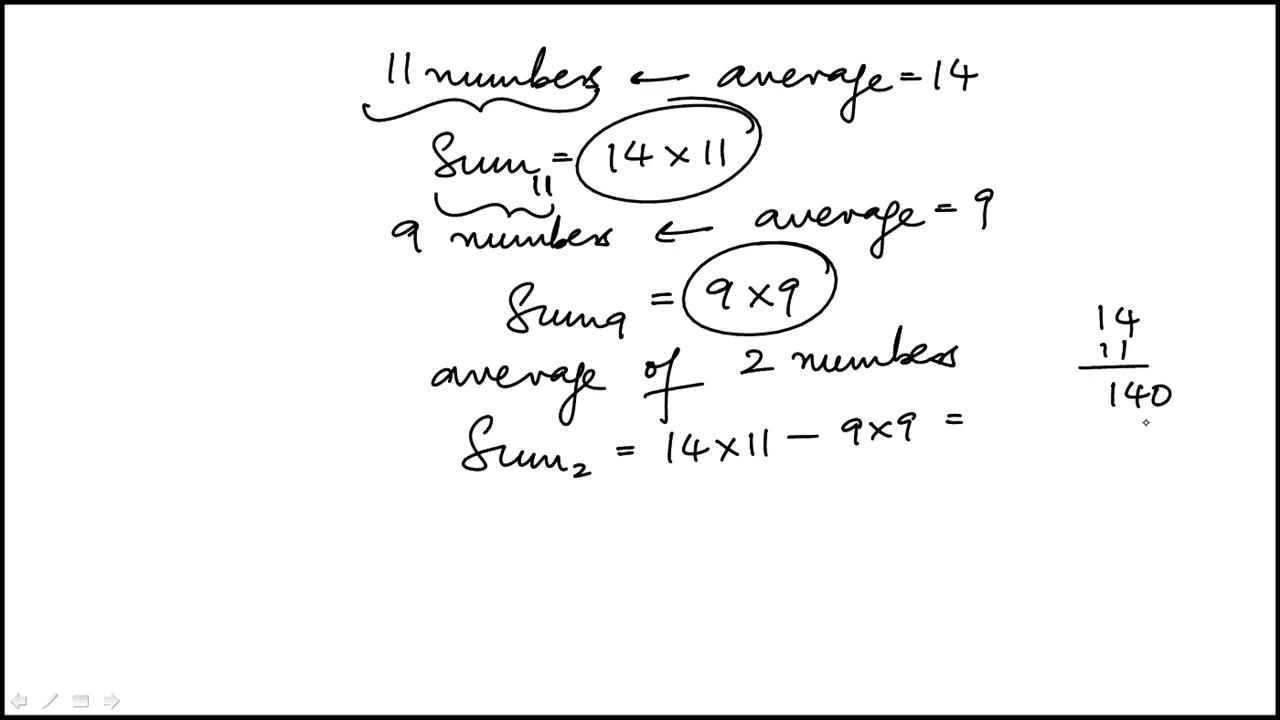 11 numbers ← average = 14
Sum₁₁ = 14 × 11
9 numbers ← average = 9
Sum₉ = 9 × 9
average of 2 numbers
Sum₂ = 14 × 11 − 9 × 9 =
14
11
140